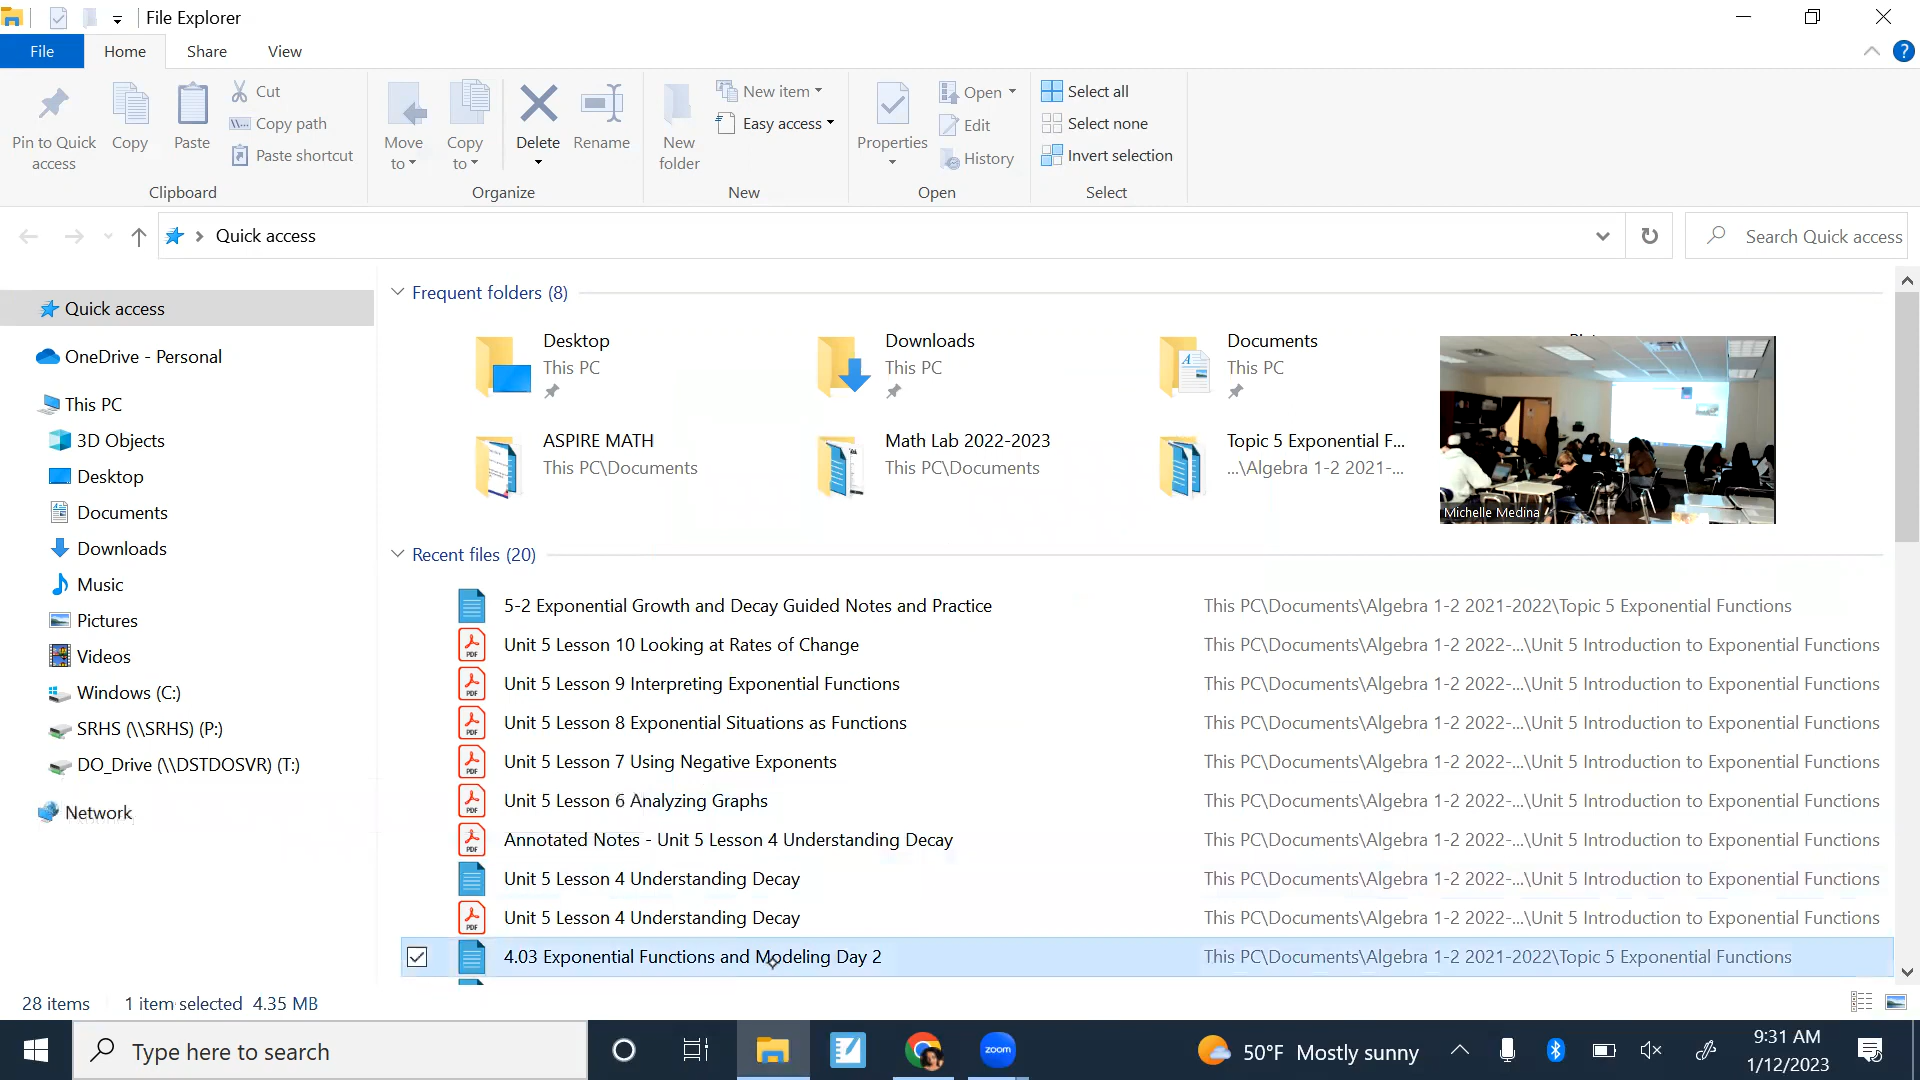 File Explorer
File Home Share View
Pin to Quick access
Copy
Paste
Cut
Copy path
Paste shortcut
Clipboard
Move to
Copy to
Delete
Rename
Organize
New folder
New item
Easy access
New
Properties
Open
Edit
History
Open
Select all
Select none
Invert selection
Select
Quick access
Search Quick access
Quick access
OneDrive - Personal
This PC
3D Objects
Desktop
Documents
Downloads
Music
Pictures
Videos
Windows (C:)
SRHS (\\SRHS) (P:)
DO_Drive (\\DSTDOSVR) (T:)
Network
Frequent folders (8)
Desktop
This PC
Downloads
This PC
Documents
This PC
ASPIRE MATH
This PC\Documents
Math Lab 2022-2023
This PC\Documents
Topic 5 Exponential F...
...\Algebra 1-2 2021-...
Michelle Medina
Recent files (20)
5-2 Exponential Growth and Decay Guided Notes and Practice This PC\Documents\Algebra 1-2 2021-2022\Topic 5 Exponential Functions
Unit 5 Lesson 10 Looking at Rates of Change This PC\Documents\Algebra 1-2 2022-...\Unit 5 Introduction to Exponential Functions
Unit 5 Lesson 9 Interpreting Exponential Functions This PC\Documents\Algebra 1-2 2022-...\Unit 5 Introduction to Exponential Functions
Unit 5 Lesson 8 Exponential Situations as Functions This PC\Documents\Algebra 1-2 2022-...\Unit 5 Introduction to Exponential Functions
Unit 5 Lesson 7 Using Negative Exponents This PC\Documents\Algebra 1-2 2022-...\Unit 5 Introduction to Exponential Functions
Unit 5 Lesson 6 Analyzing Graphs This PC\Documents\Algebra 1-2 2022-...\Unit 5 Introduction to Exponential Functions
Annotated Notes - Unit 5 Lesson 4 Understanding Decay This PC\Documents\Algebra 1-2 2022-...\Unit 5 Introduction to Exponential Functions
Unit 5 Lesson 4 Understanding Decay This PC\Documents\Algebra 1-2 2022-...\Unit 5 Introduction to Exponential Functions
Unit 5 Lesson 4 Understanding Decay This PC\Documents\Algebra 1-2 2022-...\Unit 5 Introduction to Exponential Functions
4.03 Exponential Functions and Modeling Day 2 This PC\Documents\Algebra 1-2 2021-2022\Topic 5 Exponential Functions
28 items 1 item selected 4.35 MB
Type here to search
zoom
50°F Mostly sunny
9:31 AM
1/12/2023